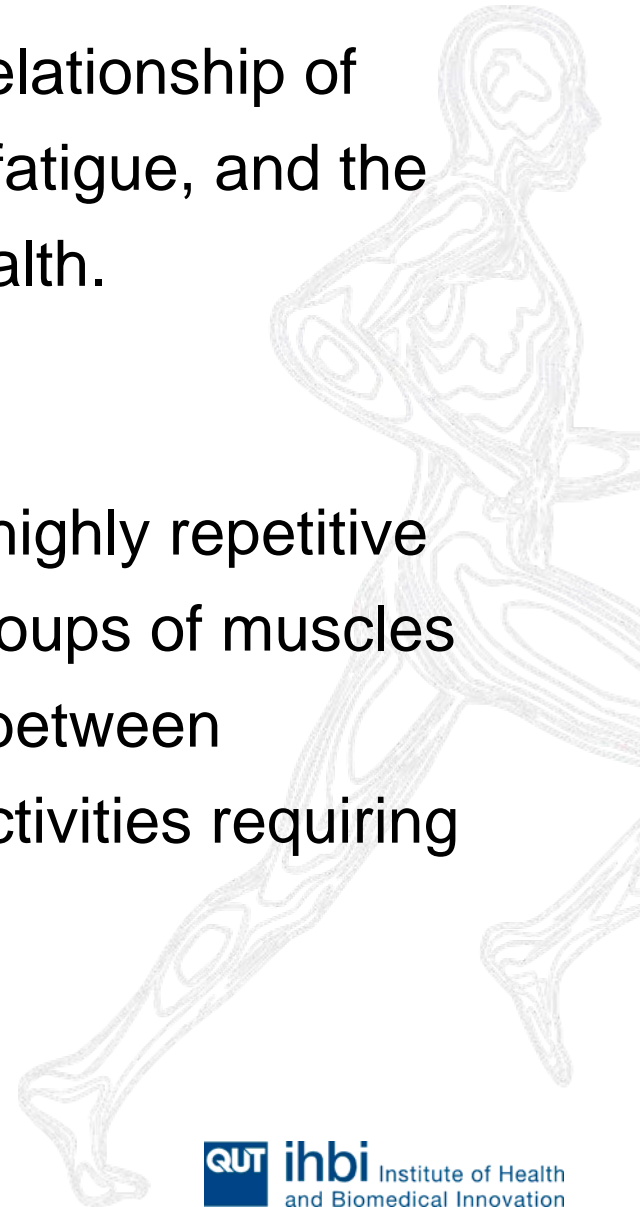 elationship of
fatigue, and the
alth.
highly repetitive
oups of muscles
between
ctivities requiring
QUT ihbi Institute of Health
and Biomedical Innovation